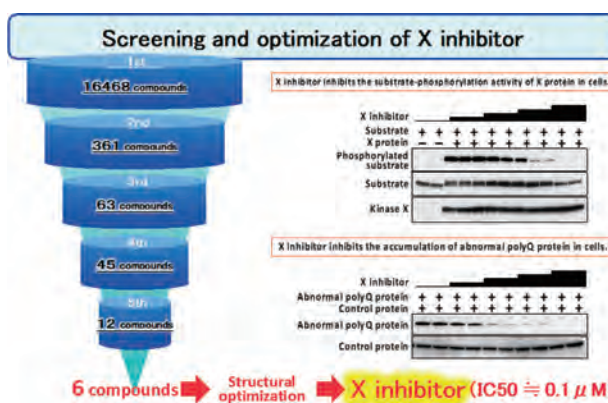 Screening and optimization of X inhibitor
1st
16468 compounds
2nd
361 compounds
3rd
63 compounds
4th
45 compounds
5th
12 compounds
6 compounds
Structural
optimization
X inhibitor (IC50 ≒ 0.1 μM
X inhibitor inhibits the substrate-phosphorylation activity of X protein in cells.
X inhibitor
Substrate + + + + + + + + + +
X protein − − + + + + + + + +
Phosphorylated
substrate
Substrate
Kinase X
X inhibitor inhibits the accumulation of abnormal polyQ protein in cells.
X inhibitor
Abnormal polyQ protein + + + + + + + + +
Control protein + + + + + + + + +
Abnormal polyQ protein
Control protein